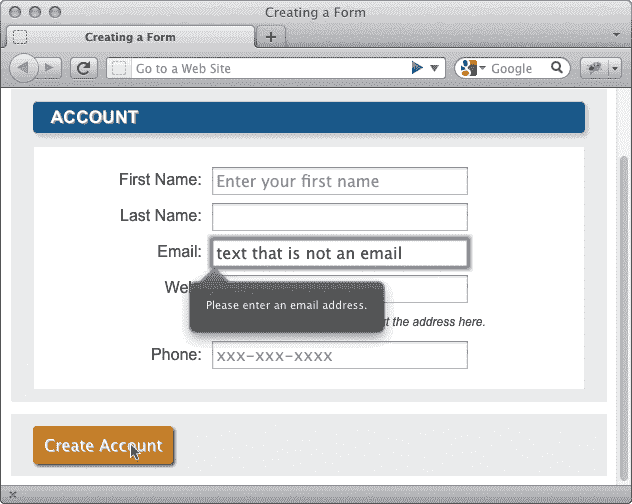 Creating a Form
Creating a Form
Go to a Web Site
Google
ACCOUNT
First Name: Enter your first name
Last Name:
Email: text that is not an email
Web
Please enter an email address.
the address here.
Phone: xxx-xxx-xxxx
Create Account